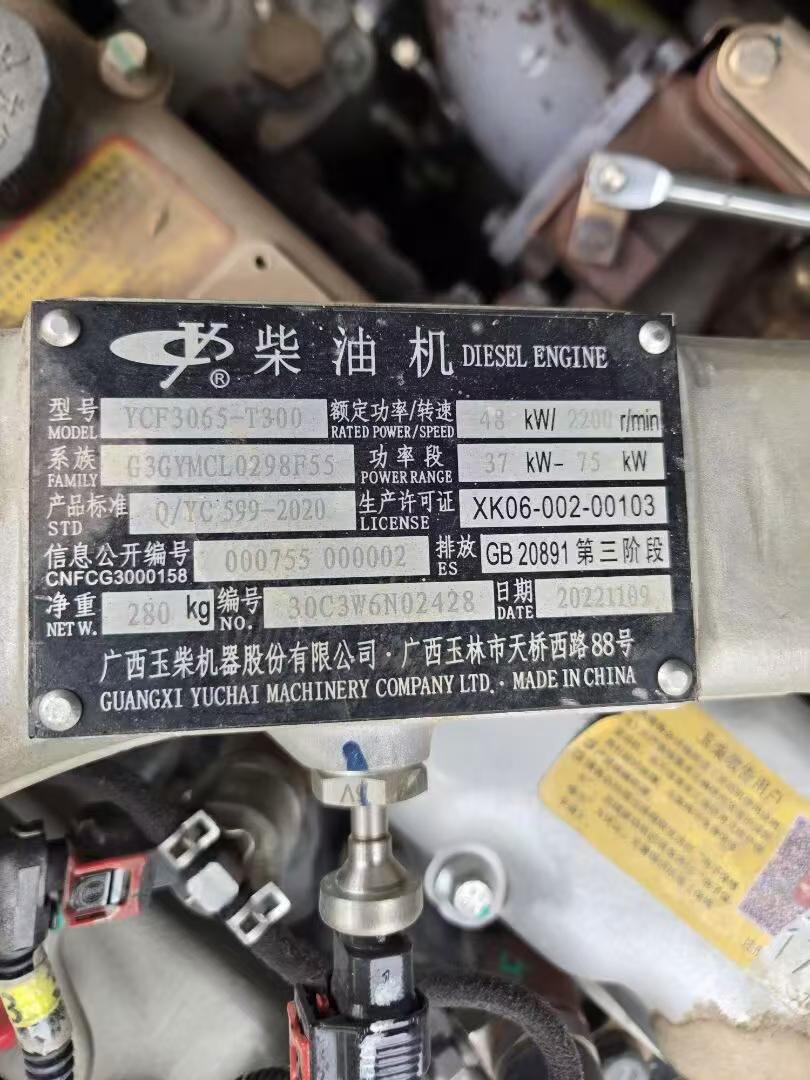 柴油机 DIESEL ENGINE
®
型号 YCF3065-T300 额定功率/转速 48 kW/ 2200 r/min
MODEL RATED POWER/SPEED
系族 G3GYMCL0298F55 功率段 37 kW- 75 kW
FAMILY POWER RANGE
产品标准 Q/YC 599-2020 生产许可证 XK06-002-00103
STD LICENSE
信息公开编号 000755 000002 排放 GB 20891 第三阶段
CNFCG3000158 ES
净重 280 kg 编号 30C3W6N02428 日期 20221109
NET W. NO. DATE
广西玉柴机器股份有限公司·广西玉林市天桥西路88号
GUANGXI YUCHAI MACHINERY COMPANY LTD. · MADE IN CHINA